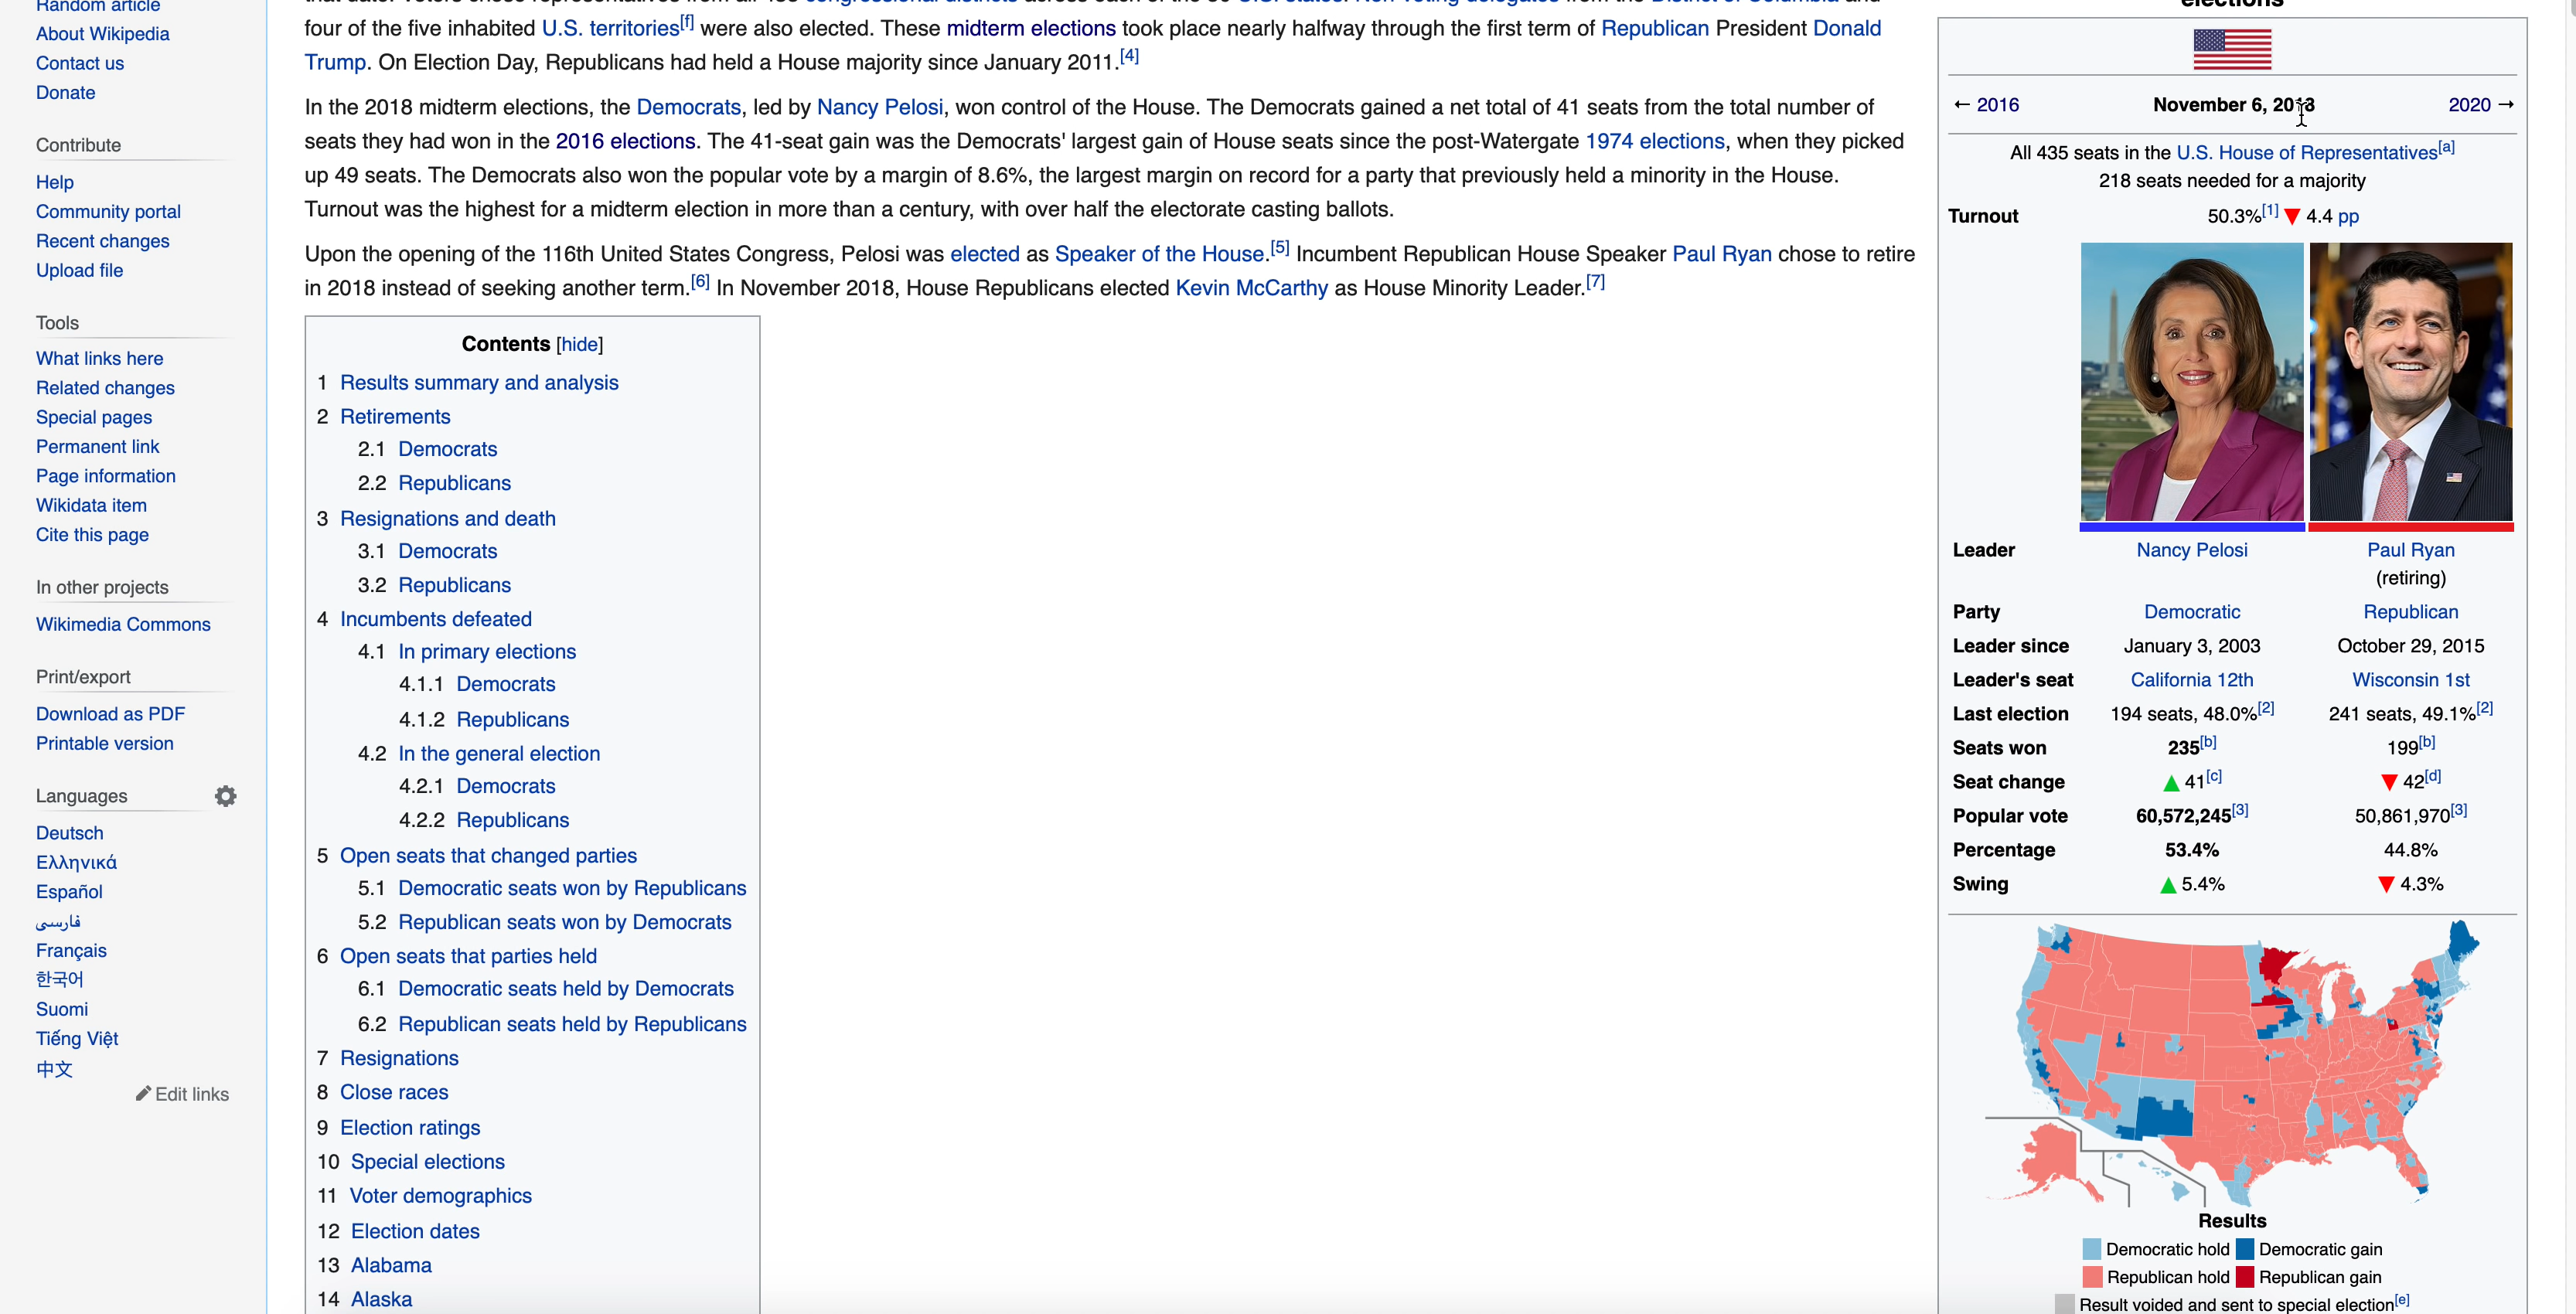 Random article
About Wikipedia
Contact us
Donate
Contribute
Help
Community portal
Recent changes
Upload file
Tools
What links here
Related changes
Special pages
Permanent link
Page information
Wikidata item
Cite this page
In other projects
Wikimedia Commons
Print/export
Download as PDF
Printable version
Languages
Deutsch
Ελληνικά
Español
فارسی
Français
한국어
Suomi
Tiếng Việt
中文
Edit links
four of the five inhabited U.S. territories[f] were also elected. These midterm elections took place nearly halfway through the first term of Republican President Donald
Trump. On Election Day, Republicans had held a House majority since January 2011.[4]
In the 2018 midterm elections, the Democrats, led by Nancy Pelosi, won control of the House. The Democrats gained a net total of 41 seats from the total number of
seats they had won in the 2016 elections. The 41-seat gain was the Democrats' largest gain of House seats since the post-Watergate 1974 elections, when they picked
up 49 seats. The Democrats also won the popular vote by a margin of 8.6%, the largest margin on record for a party that previously held a minority in the House.
Turnout was the highest for a midterm election in more than a century, with over half the electorate casting ballots.
Upon the opening of the 116th United States Congress, Pelosi was elected as Speaker of the House.[5] Incumbent Republican House Speaker Paul Ryan chose to retire
in 2018 instead of seeking another term.[6] In November 2018, House Republicans elected Kevin McCarthy as House Minority Leader.[7]
Contents [hide]
1 Results summary and analysis
2 Retirements
2.1 Democrats
2.2 Republicans
3 Resignations and death
3.1 Democrats
3.2 Republicans
4 Incumbents defeated
4.1 In primary elections
4.1.1 Democrats
4.1.2 Republicans
4.2 In the general election
4.2.1 Democrats
4.2.2 Republicans
5 Open seats that changed parties
5.1 Democratic seats won by Republicans
5.2 Republican seats won by Democrats
6 Open seats that parties held
6.1 Democratic seats held by Democrats
6.2 Republican seats held by Republicans
7 Resignations
8 Close races
9 Election ratings
10 Special elections
11 Voter demographics
12 Election dates
13 Alabama
14 Alaska
elections
← 2016 November 6, 2018 2020 →
All 435 seats in the U.S. House of Representatives[a]
218 seats needed for a majority
Turnout 50.3%[1] ▼ 4.4 pp
Leader Nancy Pelosi Paul Ryan
(retiring)
Party Democratic Republican
Leader since January 3, 2003 October 29, 2015
Leader's seat California 12th Wisconsin 1st
Last election 194 seats, 48.0%[2] 241 seats, 49.1%[2]
Seats won 235[b] 199[b]
Seat change ▲ 41[c] ▼ 42[d]
Popular vote 60,572,245[3] 50,861,970[3]
Percentage 53.4% 44.8%
Swing ▲ 5.4% ▼ 4.3%
Results
Democratic hold Democratic gain
Republican hold Republican gain
Result voided and sent to special election[e]